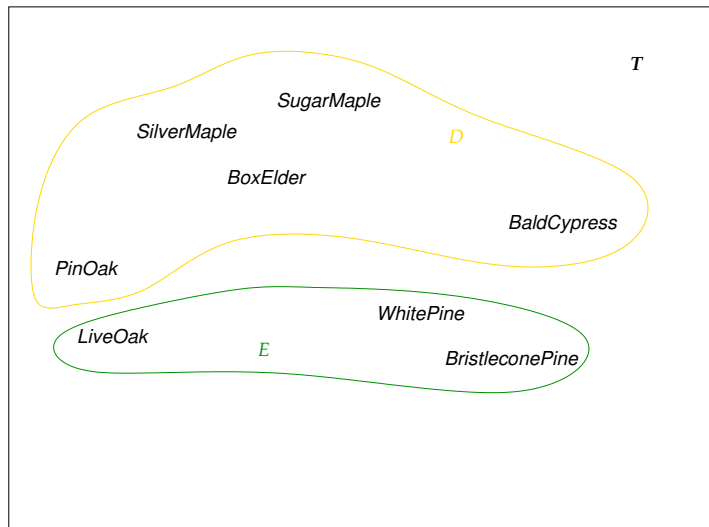 T
SugarMaple
SilverMaple
D
BoxElder
BaldCypress
PinOak
WhitePine
LiveOak
E
BristleconePine